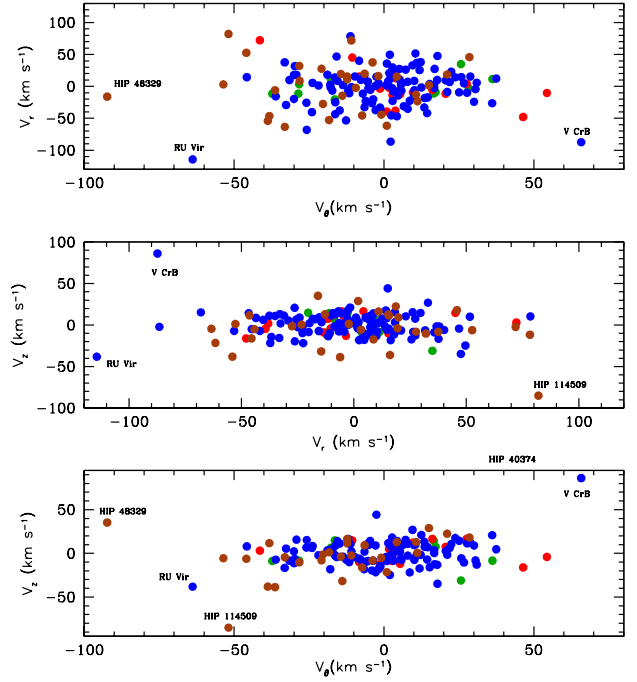 100
50
0
−50
−100
V_r (km s⁻¹)
HIP 48329
RU Vir
V CrB
−100
−50
0
50
V_θ(km s⁻¹)
100
50
0
−50
−100
V_z (km s⁻¹)
V CrB
RU Vir
HIP 114509
−100
−50
0
50
100
V_r (km s⁻¹)
HIP 40374
50
0
−50
V_z (km s⁻¹)
HIP 48329
V CrB
RU Vir
HIP 114509
−100
−50
0
50
V_θ(km s⁻¹)